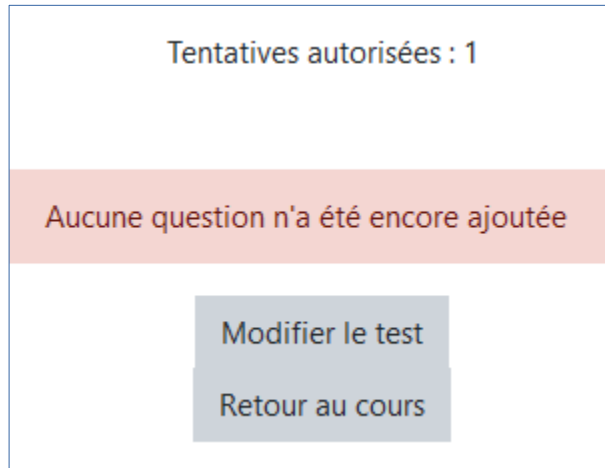 Tentatives autorisées : 1
Aucune question n'a été encore ajoutée
Modifier le test
Retour au cours